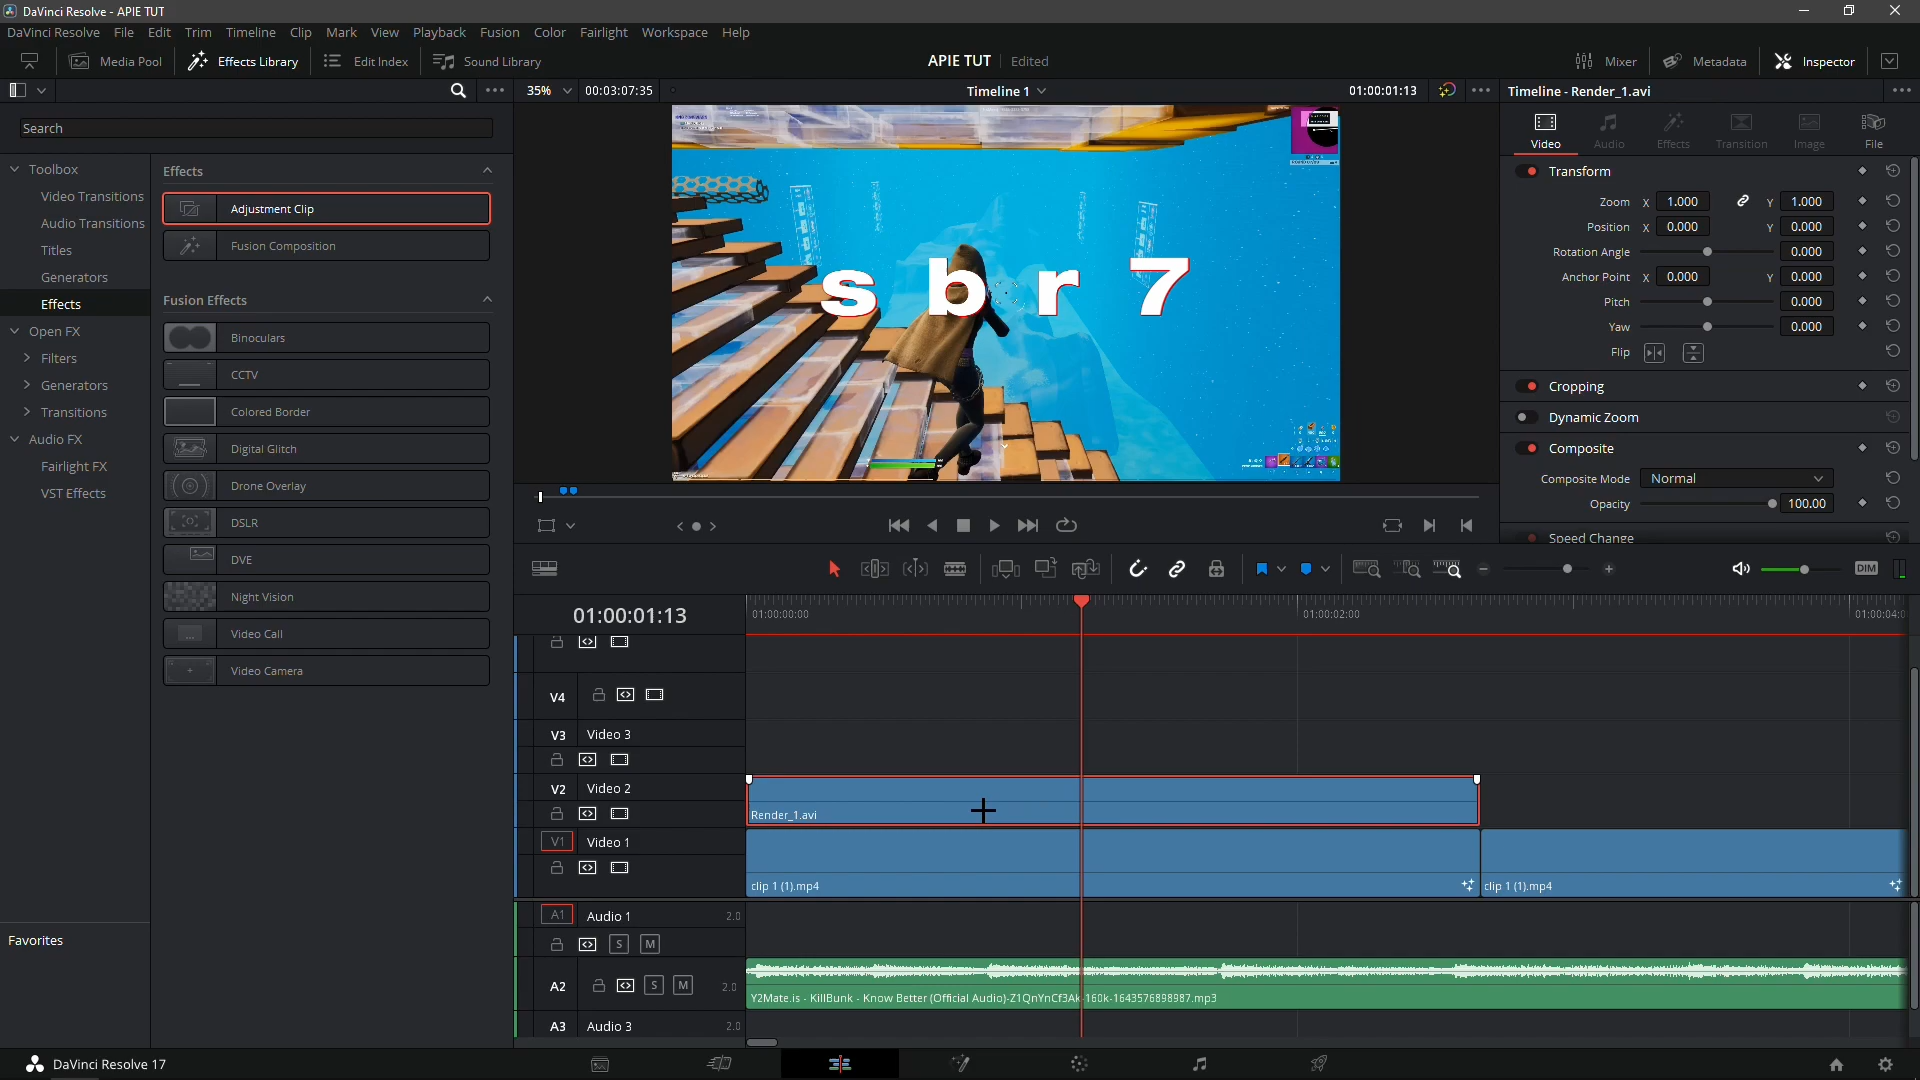 DaVinci Resolve - APIE TUT
DaVinci Resolve File Edit Trim Timeline Clip Mark View Playback Fusion Color Fairlight Workspace Help
Media Pool Effects Library Edit Index Sound Library APIE TUT Edited Mixer Metadata Inspector
35% 00:03:07:35 Timeline 1 01:00:01:13 Timeline - Render_1.avi
Search
Video Audio Effects Transition Image File
Toolbox
Video Transitions
Audio Transitions
Titles
Generators
Effects
Open FX
Filters
Generators
Transitions
Audio FX
Fairlight FX
VST Effects
Favorites
Effects
Adjustment Clip
Fusion Composition
Fusion Effects
Binoculars
CCTV
Colored Border
Digital Glitch
Drone Overlay
DSLR
DVE
Night Vision
Video Call
Video Camera
s b r 7
Transform
Zoom X 1.000 Y 1.000
Position X 0.000 Y 0.000
Rotation Angle 0.000
Anchor Point X 0.000 Y 0.000
Pitch 0.000
Yaw 0.000
Flip
Cropping
Dynamic Zoom
Composite
Composite Mode Normal
Opacity 100.00
Speed Change
DIM
01:00:01:13 01:00:00:00 01:00:02:00 01:00:04:0
V4
V3 Video 3
V2 Video 2
Render_1.avi
V1 Video 1
clip 1 (1).mp4 clip 1 (1).mp4
A1 Audio 1 2.0
S M
A2 S M 2.0
Y2Mate.is - KillBunk - Know Better (Official Audio)-Z1QnYnCf3Ak-160k-1643576898987.mp3
A3 Audio 3 2.0
DaVinci Resolve 17